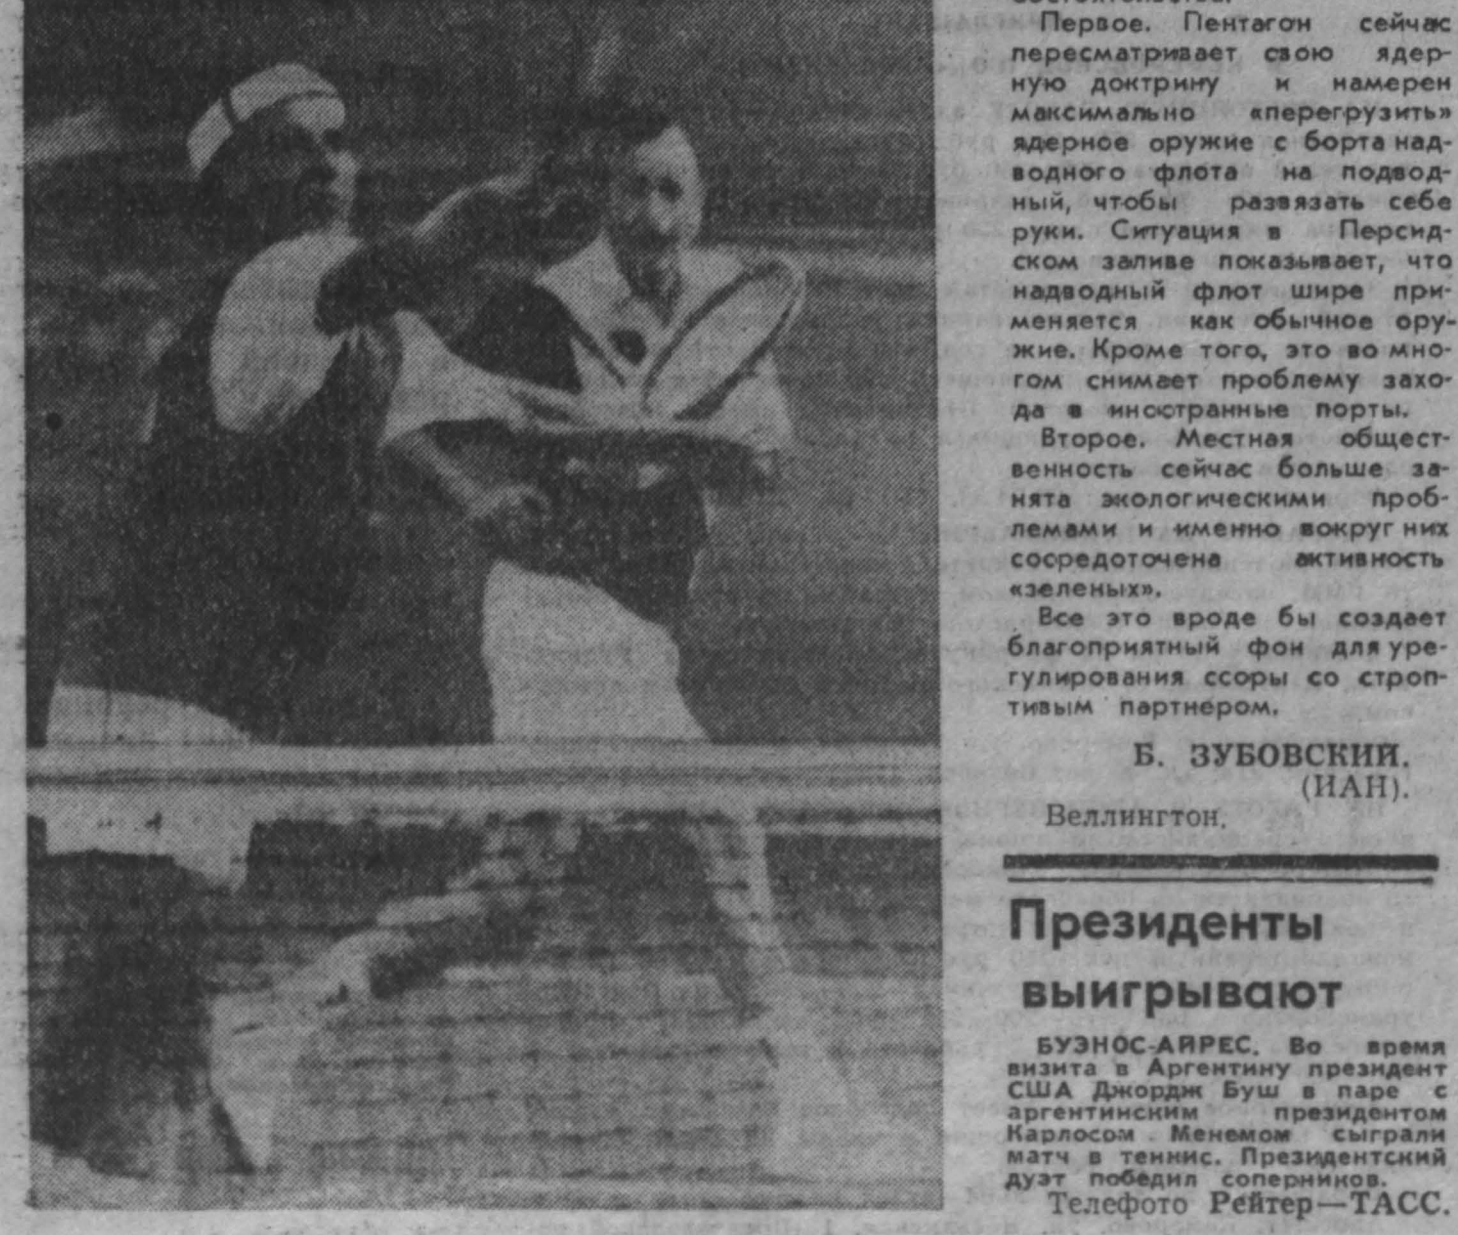 Первое. Пентагон сейчас
пересматривает свою ядер-
ную доктрину и намерен
максимально «перегрузить»
ядерное оружие с борта над-
водного флота на подвод-
ный, чтобы развязать себе
руки. Ситуация в Персид-
ском заливе показывает, что
надводный флот шире при-
меняется как обычное ору-
жие. Кроме того, это во мно-
гом снимает проблему захо-
да в иностранные порты.
Второе. Местная общест-
венность сейчас больше за-
нята экологическими проб-
лемами и именно вокруг них
сосредоточена активность
«зеленых».
Все это вроде бы создает
благоприятный фон для уре-
гулирования ссоры со строп-
тивым партнером.
Б. ЗУБОВСКИЙ.
(ИАН).
Веллингтон.
Президенты
выигрывают
БУЭНОС-АЙРЕС. Во время
визита в Аргентину президент
США Джордж Буш в паре с
аргентинским президентом
Карлосом Менемом сыграли
матч в теннис. Президентский
дуэт победил соперников.
Телефото Рейтер—ТАСС.